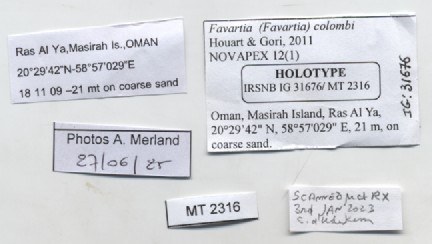 Ras Al Ya,Masirah Is.,OMAN
20°29'42"N-58°57'029"E
18 11 09 –21 mt on coarse sand
Favartia (Favartia) colombi
Houart & Gori, 2011
NOVAPEX 12(1)
HOLOTYPE
IRSNB IG 31676/ MT 2316
Oman, Masirah Island, Ras Al Ya,
20°29'42" N, 58°57'029" E, 21 m, on
coarse sand.
IG: 31676
Photos A. Merland
27/06/
MT 2316
SCANNED
3rd JAN 2023